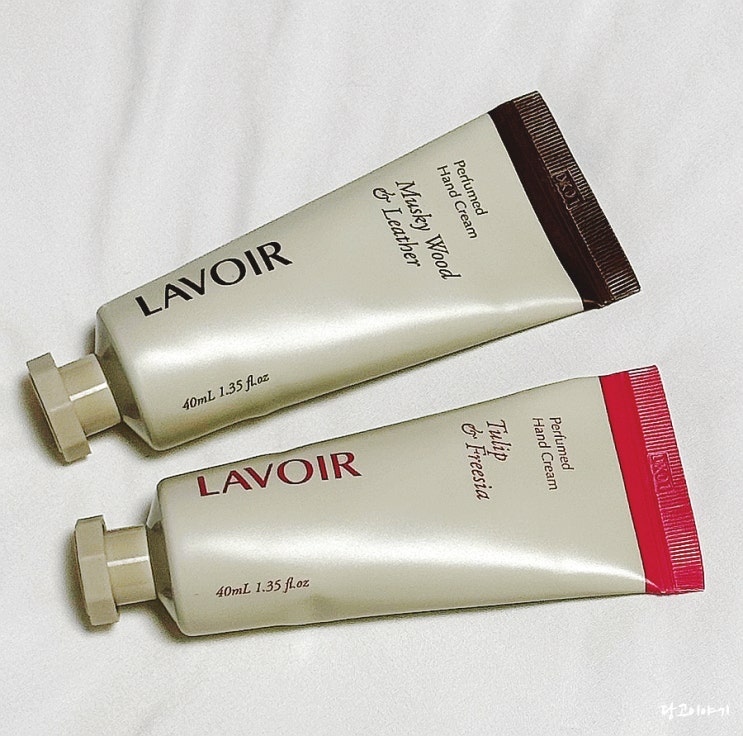 Perfumed
Hand Cream
Musky Wood
& Leather
LAVOIR
40mL 1.35 fl.oz
Perfumed
Hand Cream
Tulip
& Freesia
LAVOIR
40mL 1.35 fl.oz